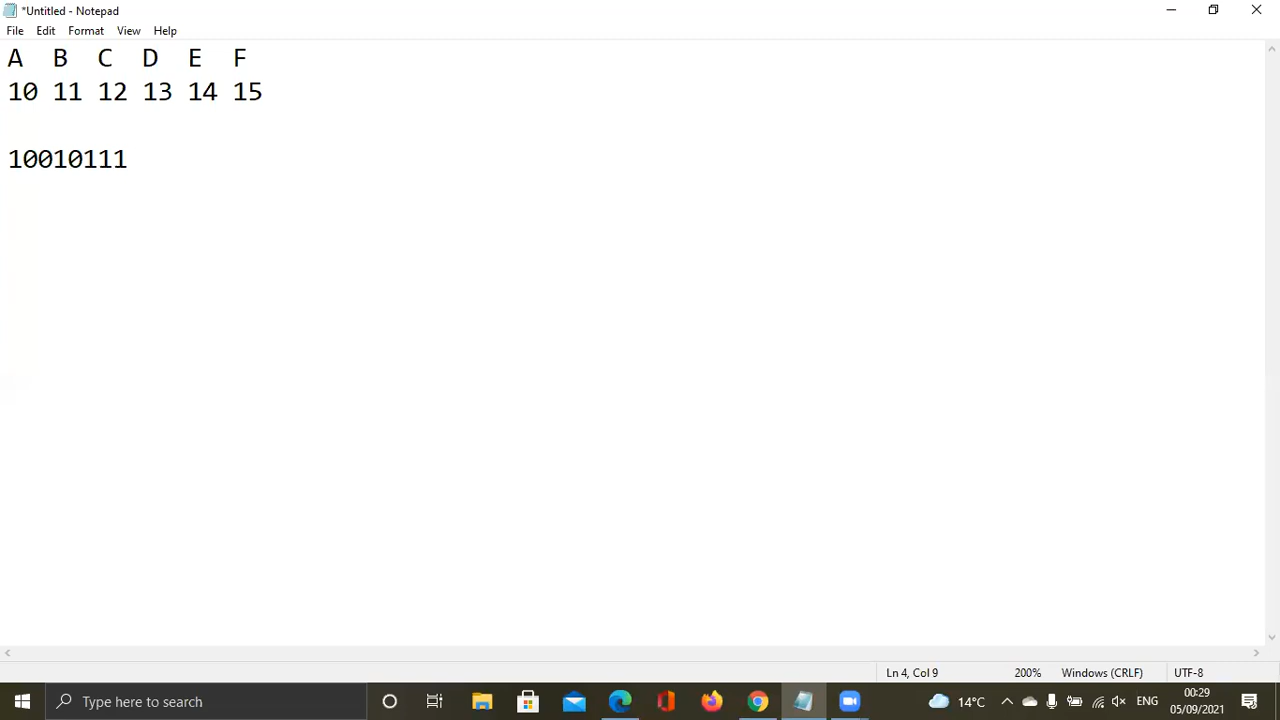 *Untitled - Notepad
File Edit Format View Help
A B C D E F
10 11 12 13 14 15
10010111
Ln 4, Col 9 200% Windows (CRLF) UTF-8
Type here to search 14°C ENG 00:29
05/09/2021